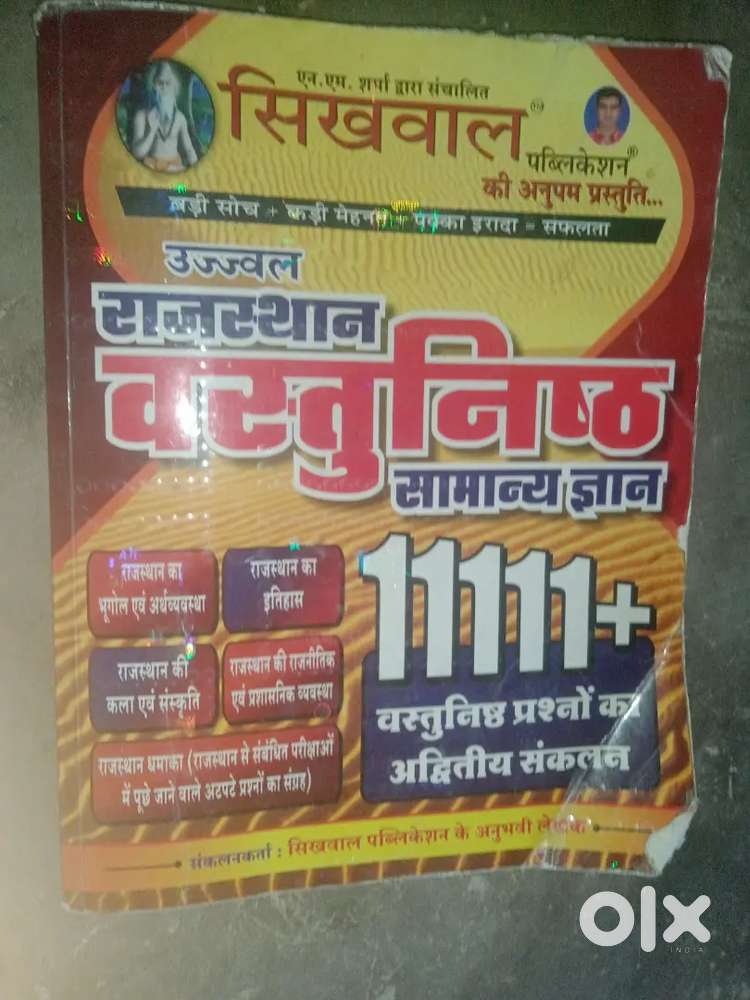 एन.एम. शर्मा द्वारा संचालित
सिखवाल
पब्लिकेशन®
की अनुपम प्रस्तुति...
बड़ी सोच + कड़ी मेहनत + पक्का इरादा = सफलता
उज्ज्वल
राजस्थान
वस्तुनिष्ठ
सामान्य ज्ञान
राजस्थान का
भूगोल एवं अर्थव्यवस्था
राजस्थान का
इतिहास
राजस्थान की
कला एवं संस्कृति
राजस्थान की राजनीतिक
एवं प्रशासनिक व्यवस्था
राजस्थान धमाका (राजस्थान से संबंधित परीक्षाओं
में पूछे जाने वाले अटपटे प्रश्नों का संग्रह)
11111+
वस्तुनिष्ठ प्रश्नों का
अद्वितीय संकलन
संकलनकर्ता : सिखवाल पब्लिकेशन के अनुभवी लेखक
olx
INDIA